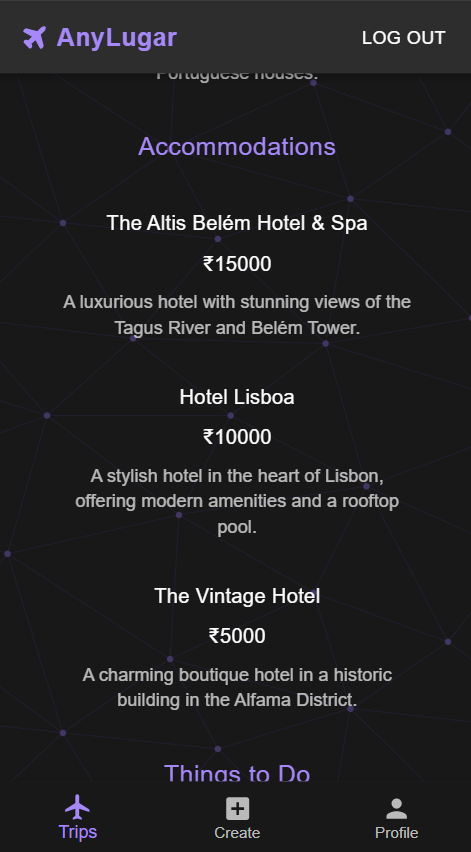 AnyLugar
LOG OUT
Portuguese houses.
Accommodations
The Altis Belém Hotel & Spa
₹15000
A luxurious hotel with stunning views of the
Tagus River and Belém Tower.
Hotel Lisboa
₹10000
A stylish hotel in the heart of Lisbon,
offering modern amenities and a rooftop
pool.
The Vintage Hotel
₹5000
A charming boutique hotel in a historic
building in the Alfama District.
Things to Do
Trips
Create
Profile